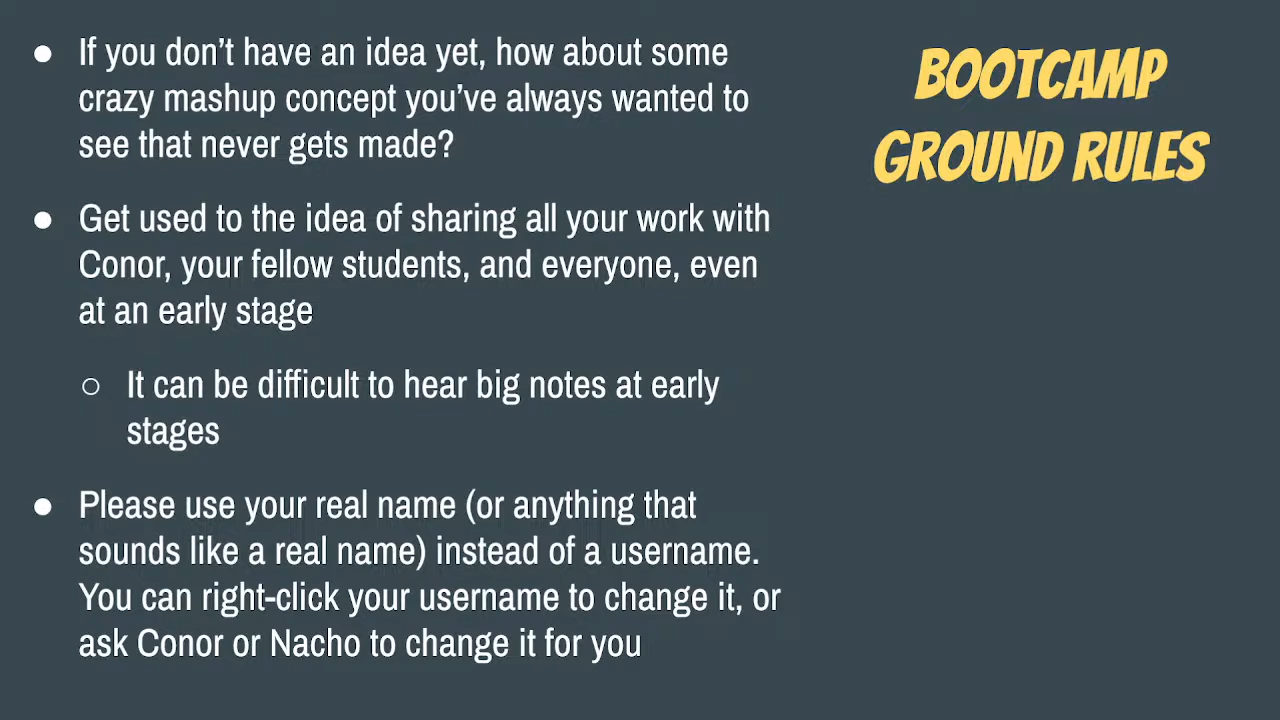 BOOTCAMP
GROUND RULES
● If you don’t have an idea yet, how about some
crazy mashup concept you’ve always wanted to
see that never gets made?
● Get used to the idea of sharing all your work with
Conor, your fellow students, and everyone, even
at an early stage
○ It can be difficult to hear big notes at early
stages
● Please use your real name (or anything that
sounds like a real name) instead of a username.
You can right-click your username to change it, or
ask Conor or Nacho to change it for you